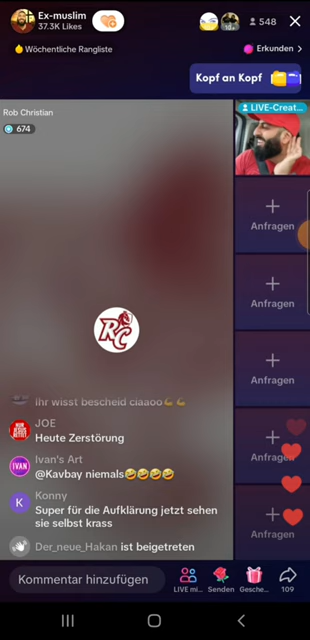 Ex-muslim
37.3K Likes
548
Wöchentliche Rangliste
Erkunden
Kopf an Kopf
Rob Christian
674
LIVE-Creat...
Anfragen
Anfragen
Anfragen
Anfragen
Anfragen
RC
Ihr wisst bescheid ciaaoo💪💪
JOE
Heute Zerstörung
IVAN
Ivan's Art
@Kavbay niemals🤣🤣🤣🤣
K
Konny
Super für die Aufklärung jetzt sehen
sie selbst krass
Der_neue_Hakan ist beigetreten
Kommentar hinzufügen
LIVE mi...
Senden
Gesche...
109